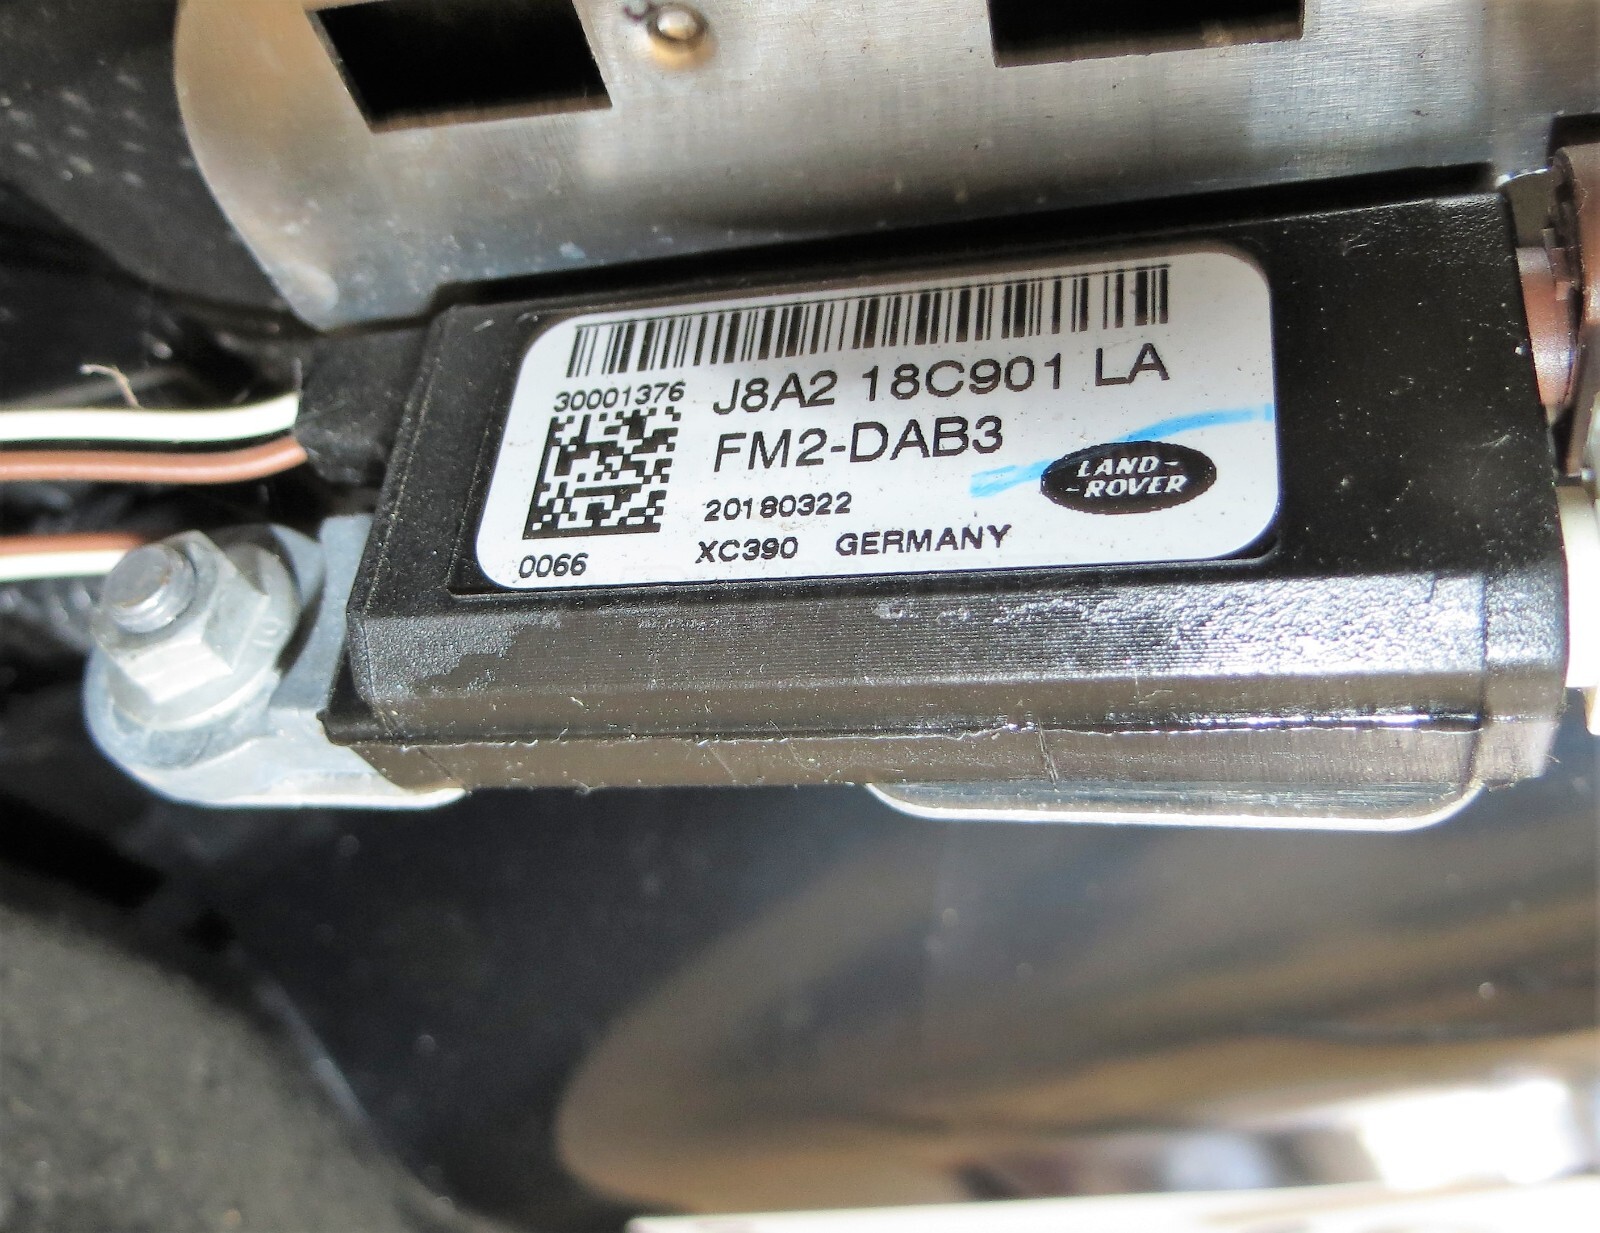 J8A2 18C901 LA
30001376
FM2-DAB3
LAND-
-ROVER
20180322
XC390 GERMANY
0066